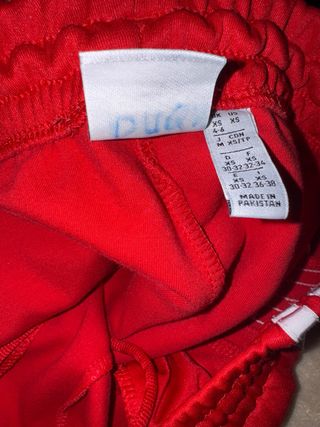 UK US
XS XS
4-6
J CDN
M XS/TP
D F
XS XS
30-32 32-34
E I
XS XS
30-32 36-38
MADE IN
PAKISTAN